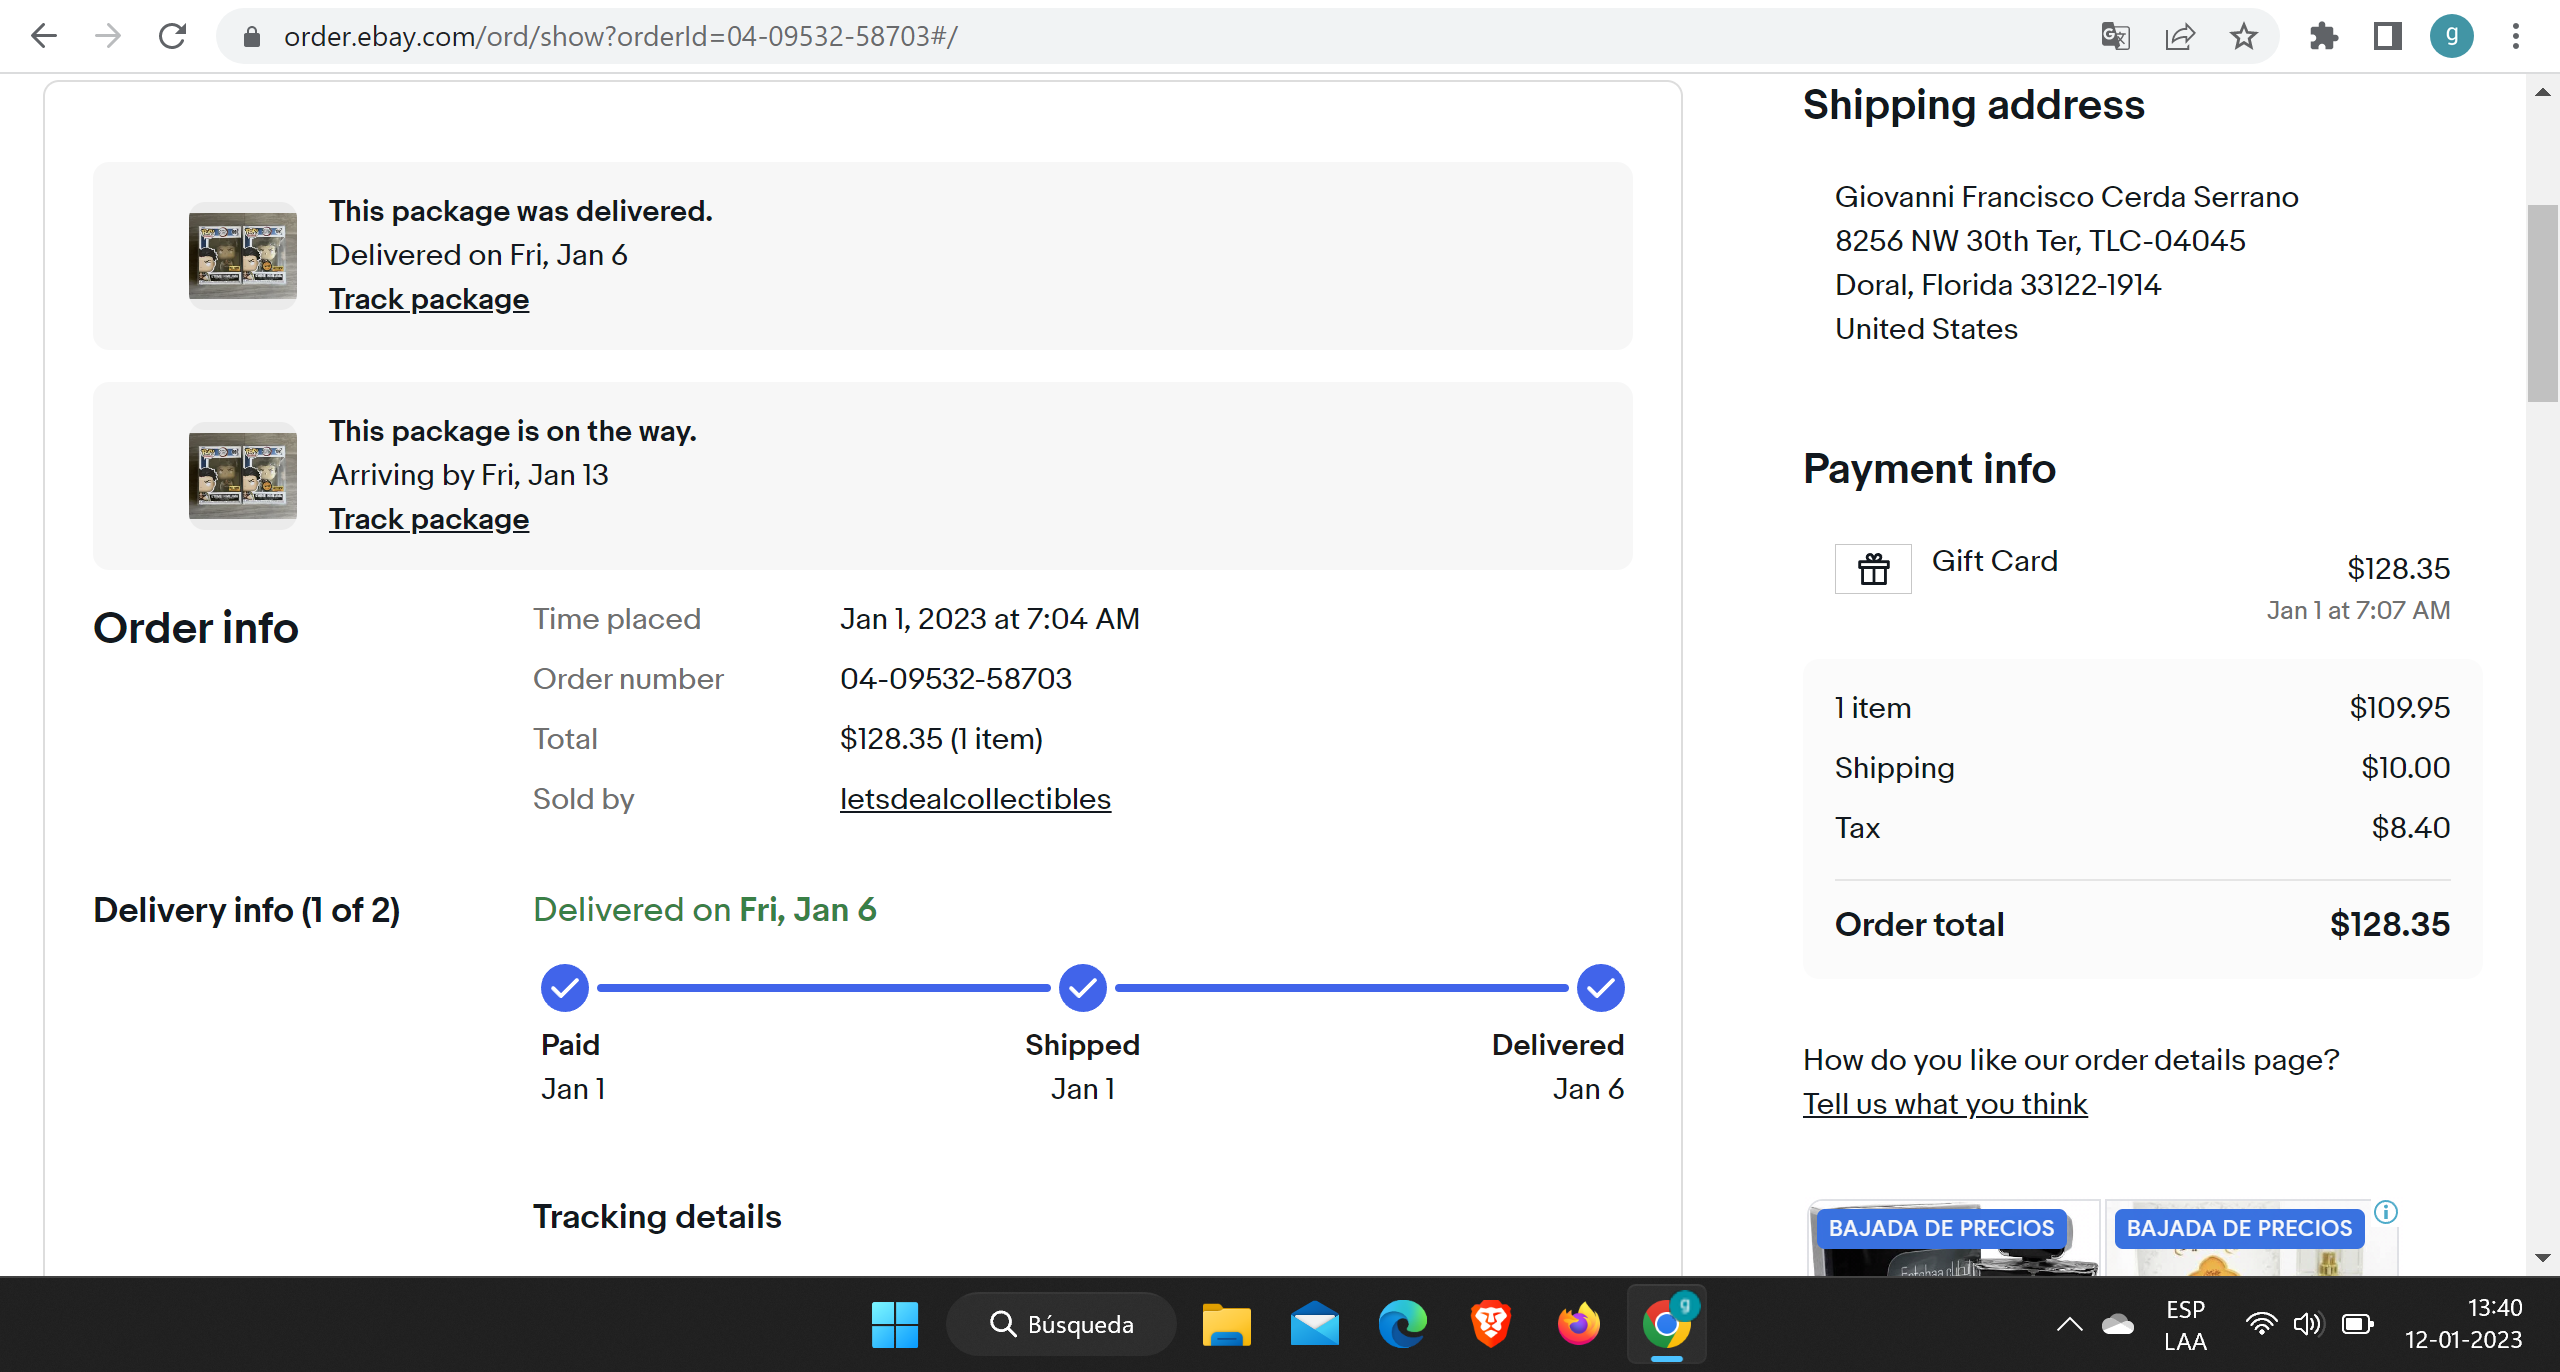 order.ebay.com/ord/show?orderId=04-09532-58703#/
g
This package was delivered.
Delivered on Fri, Jan 6
Track package
This package is on the way.
Arriving by Fri, Jan 13
Track package
Order info
Time placed Jan 1, 2023 at 7:04 AM
Order number 04-09532-58703
Total $128.35 (1 item)
Sold by letsdealcollectibles
Delivery info (1 of 2)
Delivered on Fri, Jan 6
Paid Shipped Delivered
Jan 1 Jan 1 Jan 6
Tracking details
Shipping address
Giovanni Francisco Cerda Serrano
8256 NW 30th Ter, TLC-04045
Doral, Florida 33122-1914
United States
Payment info
Gift Card $128.35
Jan 1 at 7:07 AM
1 item $109.95
Shipping $10.00
Tax $8.40
Order total $128.35
How do you like our order details page?
Tell us what you think
BAJADA DE PRECIOS BAJADA DE PRECIOS
Búsqueda
g
ESP
LAA
13:40
12-01-2023